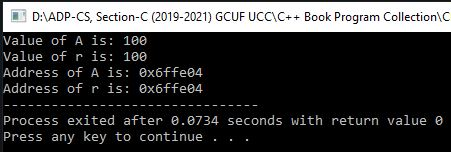 D:\ADP-CS, Section-C (2019-2021) GCUF UCC\C++ Book Program Collection\C
Value of A is: 100
Value of r is: 100
Address of A is: 0x6ffe04
Address of r is: 0x6ffe04
--------------------------------
Process exited after 0.0734 seconds with return value 0
Press any key to continue . . .